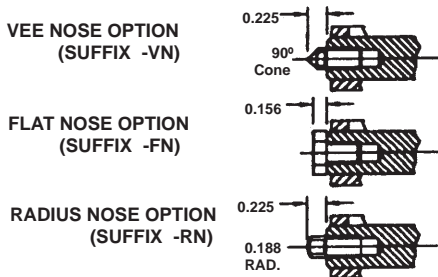 0.225
VEE NOSE OPTION
(SUFFIX -VN)
90º
Cone
0.156
FLAT NOSE OPTION
(SUFFIX -FN)
0.225
RADIUS NOSE OPTION
(SUFFIX -RN)
0.188
RAD.